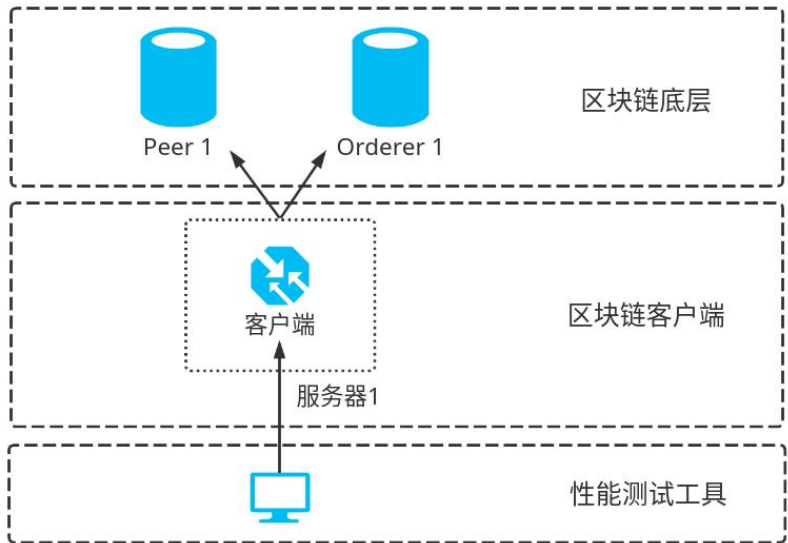 区块链底层
Peer 1
Orderer 1
客户端
区块链客户端
服务器1
性能测试工具